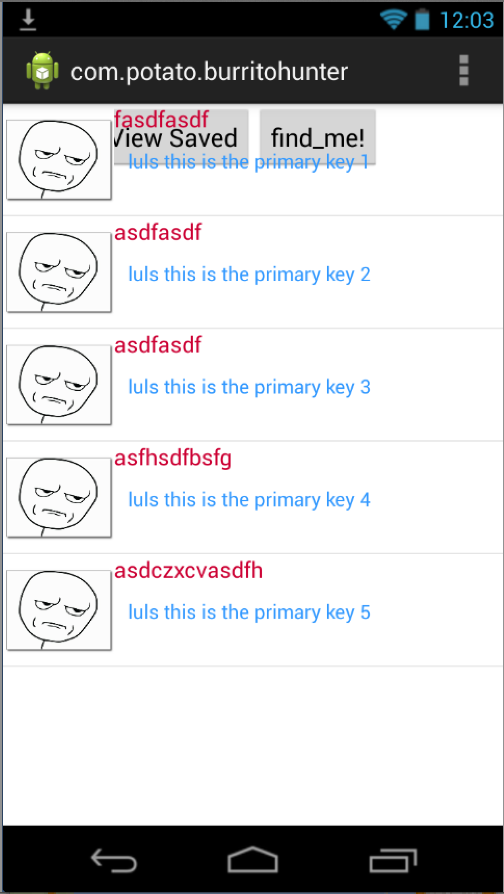 12:03
com.potato.burritohunter
fasdfasdf
View Saved find_me!
luls this is the primary key 1
asdfasdf
luls this is the primary key 2
asdfasdf
luls this is the primary key 3
asfhsdfbsfg
luls this is the primary key 4
asdczxcvasdfh
luls this is the primary key 5